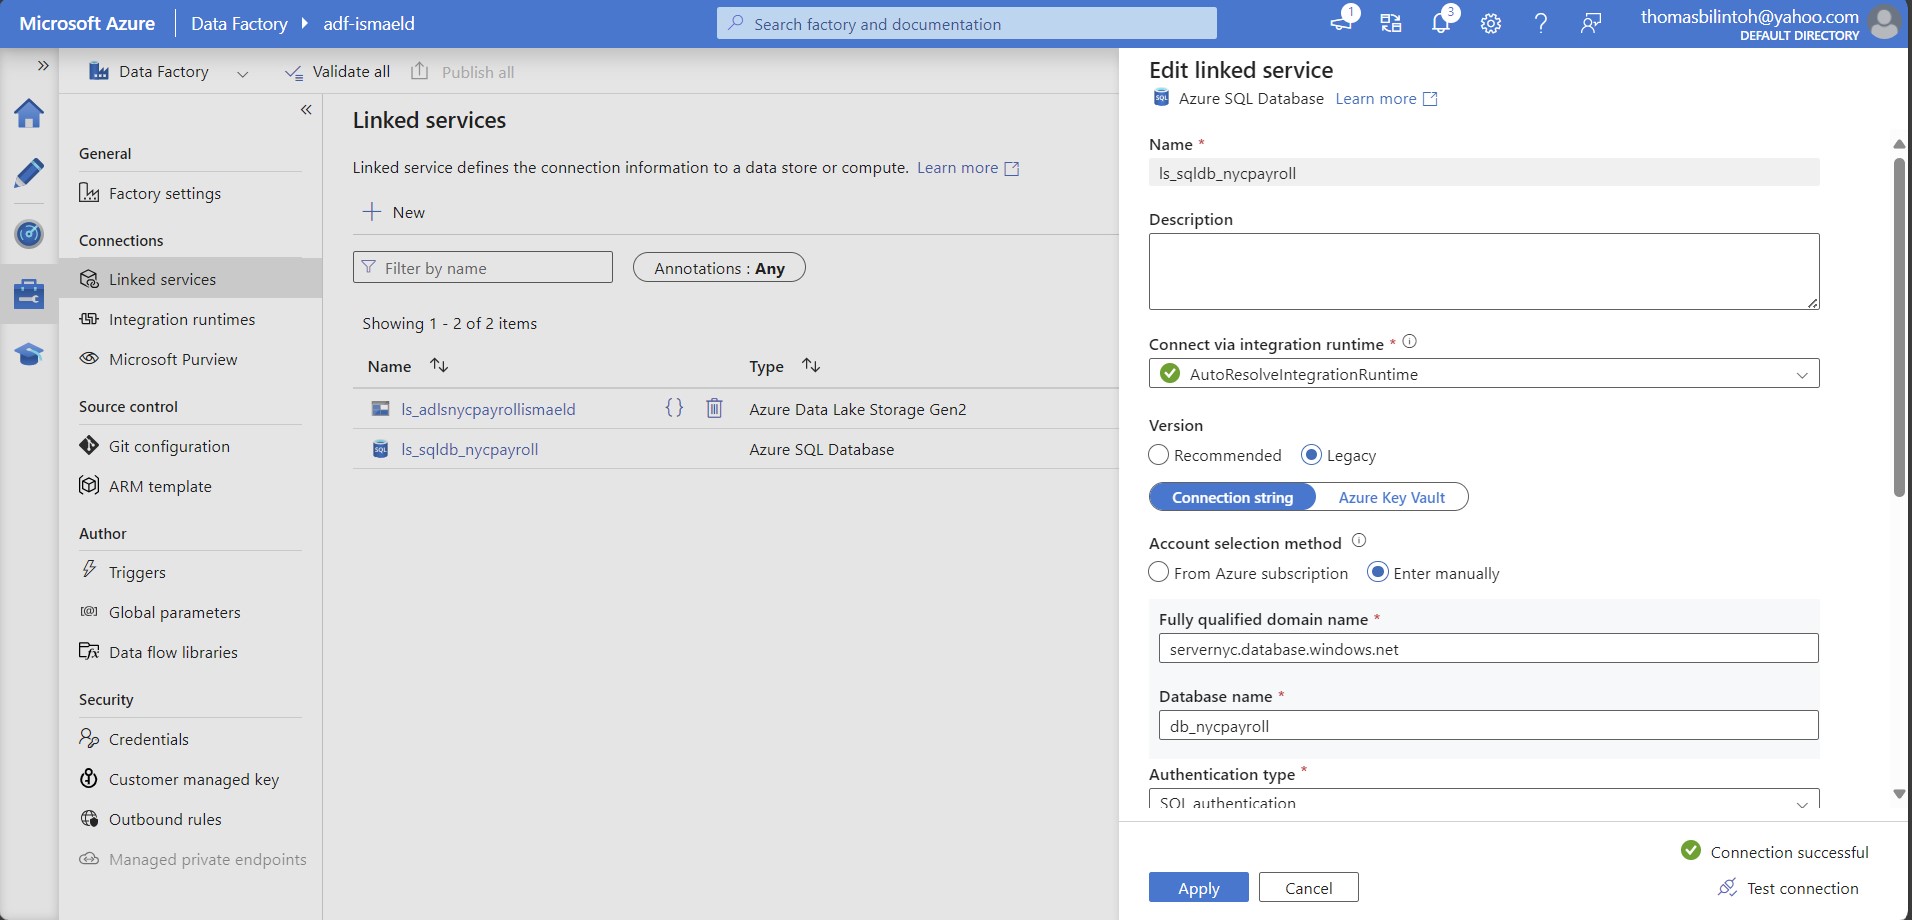 Microsoft Azure
Data Factory
adf-ismaeld
Search factory and documentation
1
3
thomasbilintoh@yahoo.com
DEFAULT DIRECTORY
Data Factory
Validate all
Publish all
General
Factory settings
Connections
Linked services
Integration runtimes
Microsoft Purview
Source control
Git configuration
ARM template
Author
Triggers
Global parameters
Data flow libraries
Security
Credentials
Customer managed key
Outbound rules
Managed private endpoints
Linked services
Linked service defines the connection information to a data store or compute. Learn more
New
Filter by name
Annotations : Any
Showing 1 - 2 of 2 items
Name Type
ls_adlsnycpayrollismaeld {} Azure Data Lake Storage Gen2
SQL ls_sqldb_nycpayroll Azure SQL Database
Edit linked service
SQL Azure SQL Database Learn more
Name *
ls_sqldb_nycpayroll
Description
Connect via integration runtime *
AutoResolveIntegrationRuntime
Version
Recommended Legacy
Connection string Azure Key Vault
Account selection method
From Azure subscription Enter manually
Fully qualified domain name *
servernyc.database.windows.net
Database name *
db_nycpayroll
Authentication type *
SQL authentication
Connection successful
Apply Cancel Test connection